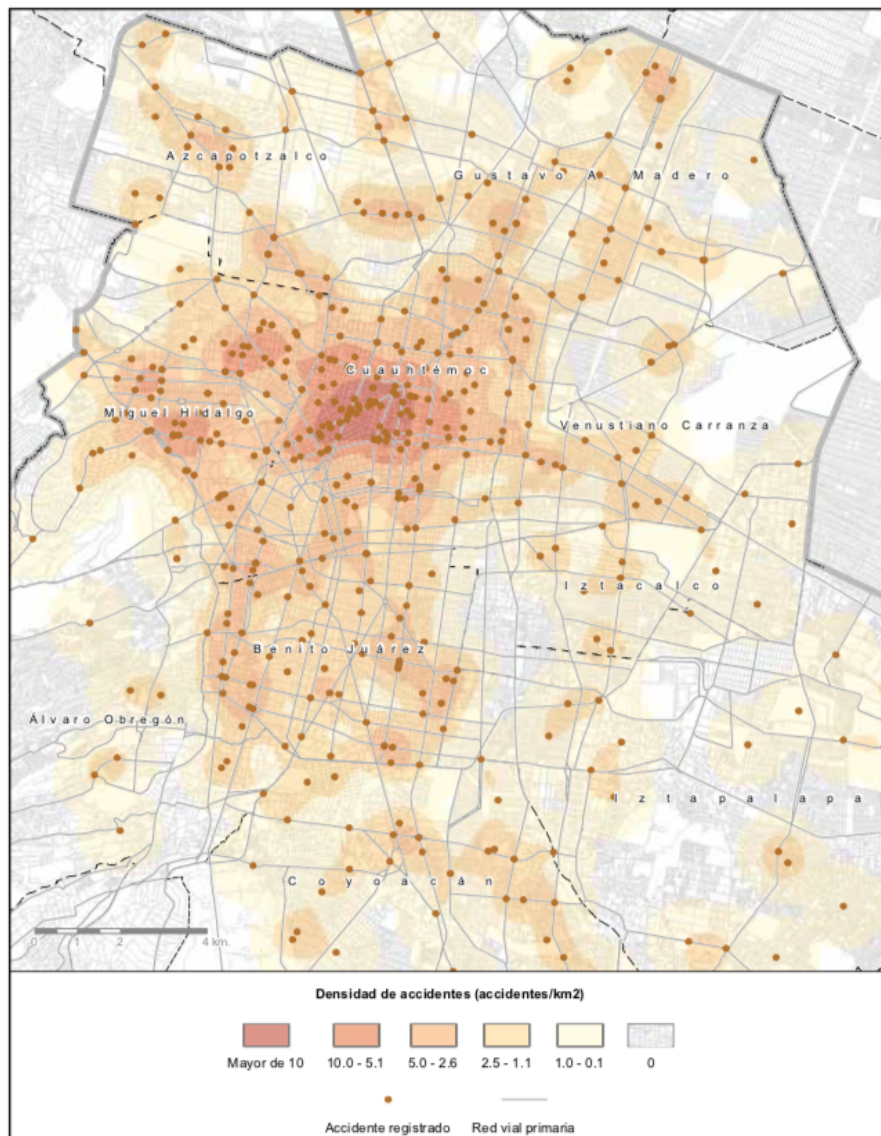 Azcapotzalco
Gustavo A. Madero
Cuauhtémoc
Miguel Hidalgo
Venustiano Carranza
Iztacalco
Benito Juárez
Álvaro Obregón
Iztapalapa
Coyoacán
0 1 2 4 km.
Densidad de accidentes (accidentes/km2)
Mayor de 10 10.0 - 5.1 5.0 - 2.6 2.5 - 1.1 1.0 - 0.1 0
Accidente registrado Red vial primaria